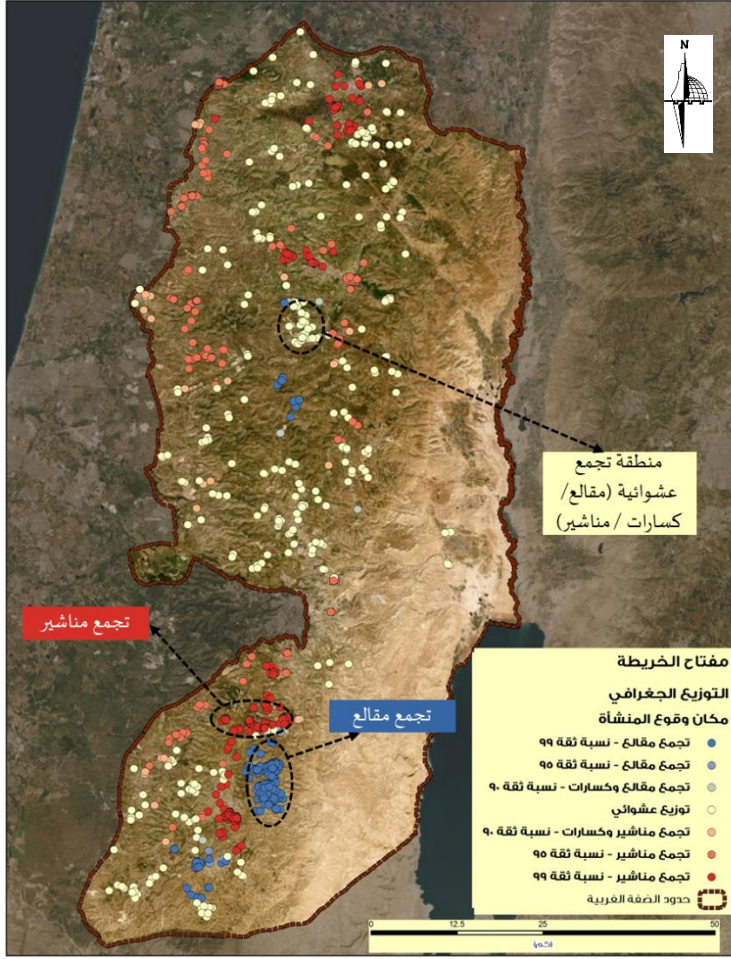 N
منطقة تجمع
عشوائية (مقالع/
كسارات / مناشير)
تجمع مناشير
تجمع مقالع
مفتاح الخريطة
التوزيع الجغرافي
مكان وقوع المنشأة
تجمع مقالع - نسبة ثقة ٩٩
تجمع مقالع - نسبة ثقة ٩٥
تجمع مقالع وكسارات - نسبة ثقة ٩٠
توزيع عشوائي
تجمع مناشير وكسارات - نسبة ثقة ٩٠
تجمع مناشير - نسبة ثقة ٩٥
تجمع مناشير - نسبة ثقة ٩٩
حدود الضفة الغربية
0 12.5 25 50
(كم)